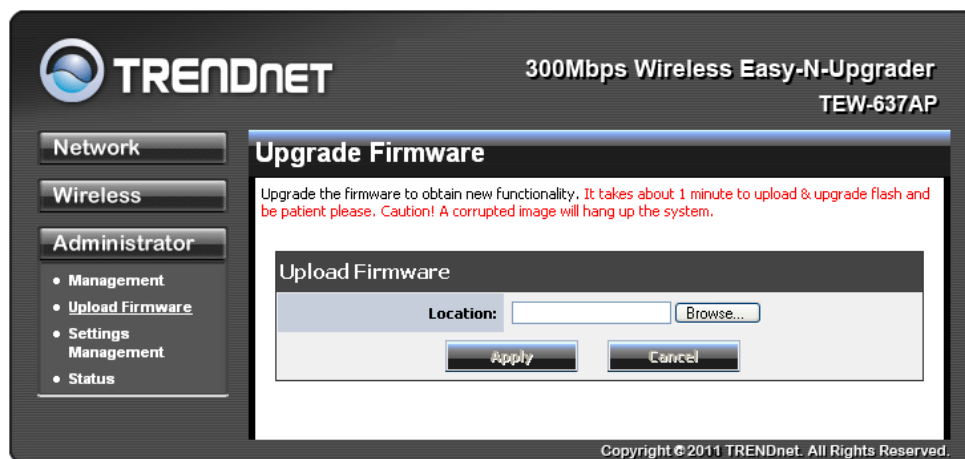 TRENDnet
300Mbps Wireless Easy-N-Upgrader
TEW-637AP
Network
Wireless
Administrator
• Management
• Upload Firmware
• Settings
Management
• Status
Upgrade Firmware
Upgrade the firmware to obtain new functionality. It takes about 1 minute to upload & upgrade flash and
be patient please. Caution! A corrupted image will hang up the system.
Upload Firmware
Location:
Browse...
Apply
Cancel
Copyright © 2011 TRENDnet. All Rights Reserved.